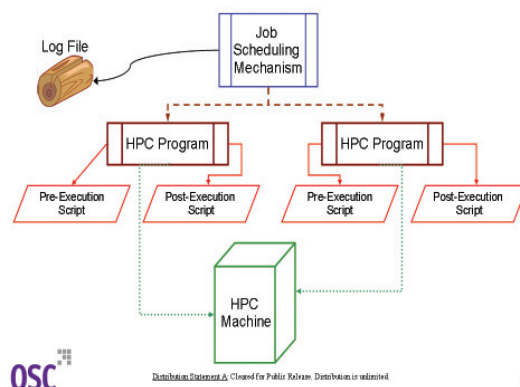 Log File
Job
Scheduling
Mechanism
HPC Program
HPC Program
Pre-Execution
Script
Post-Execution
Script
Pre-Execution
Script
Post-Execution
Script
HPC
Machine
OSC
Distribution Statement A: Cleared for Public Release. Distribution is unlimited.